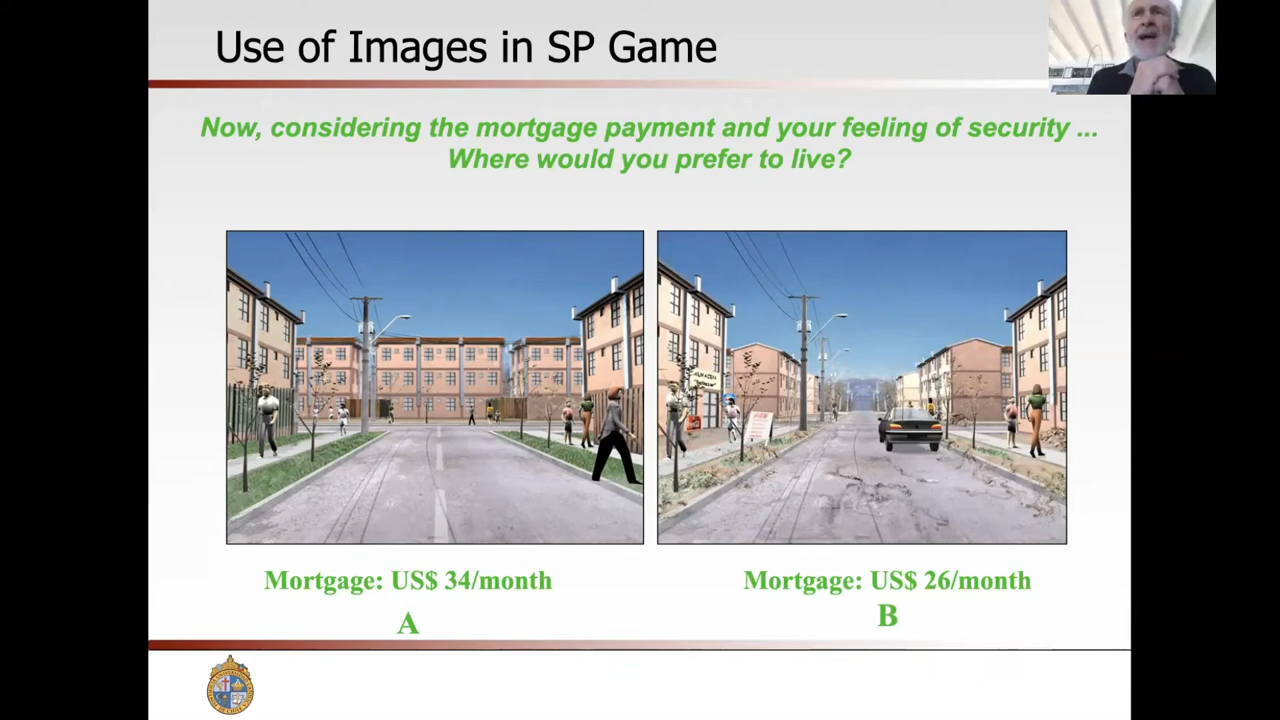 Use of Images in SP Game
Now, considering the mortgage payment and your feeling of security ...
Where would you prefer to live?
Mortgage: US$ 34/month
A
Mortgage: US$ 26/month
B